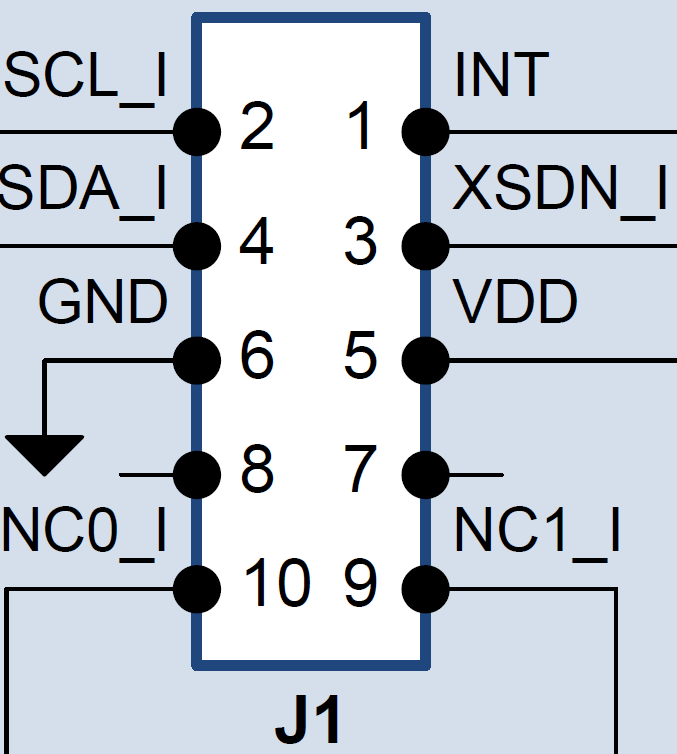 SCL_I INT
2 1
SDA_I XSDN_I
4 3
GND VDD
6 5
8 7
NC0_I NC1_I
10 9
J1